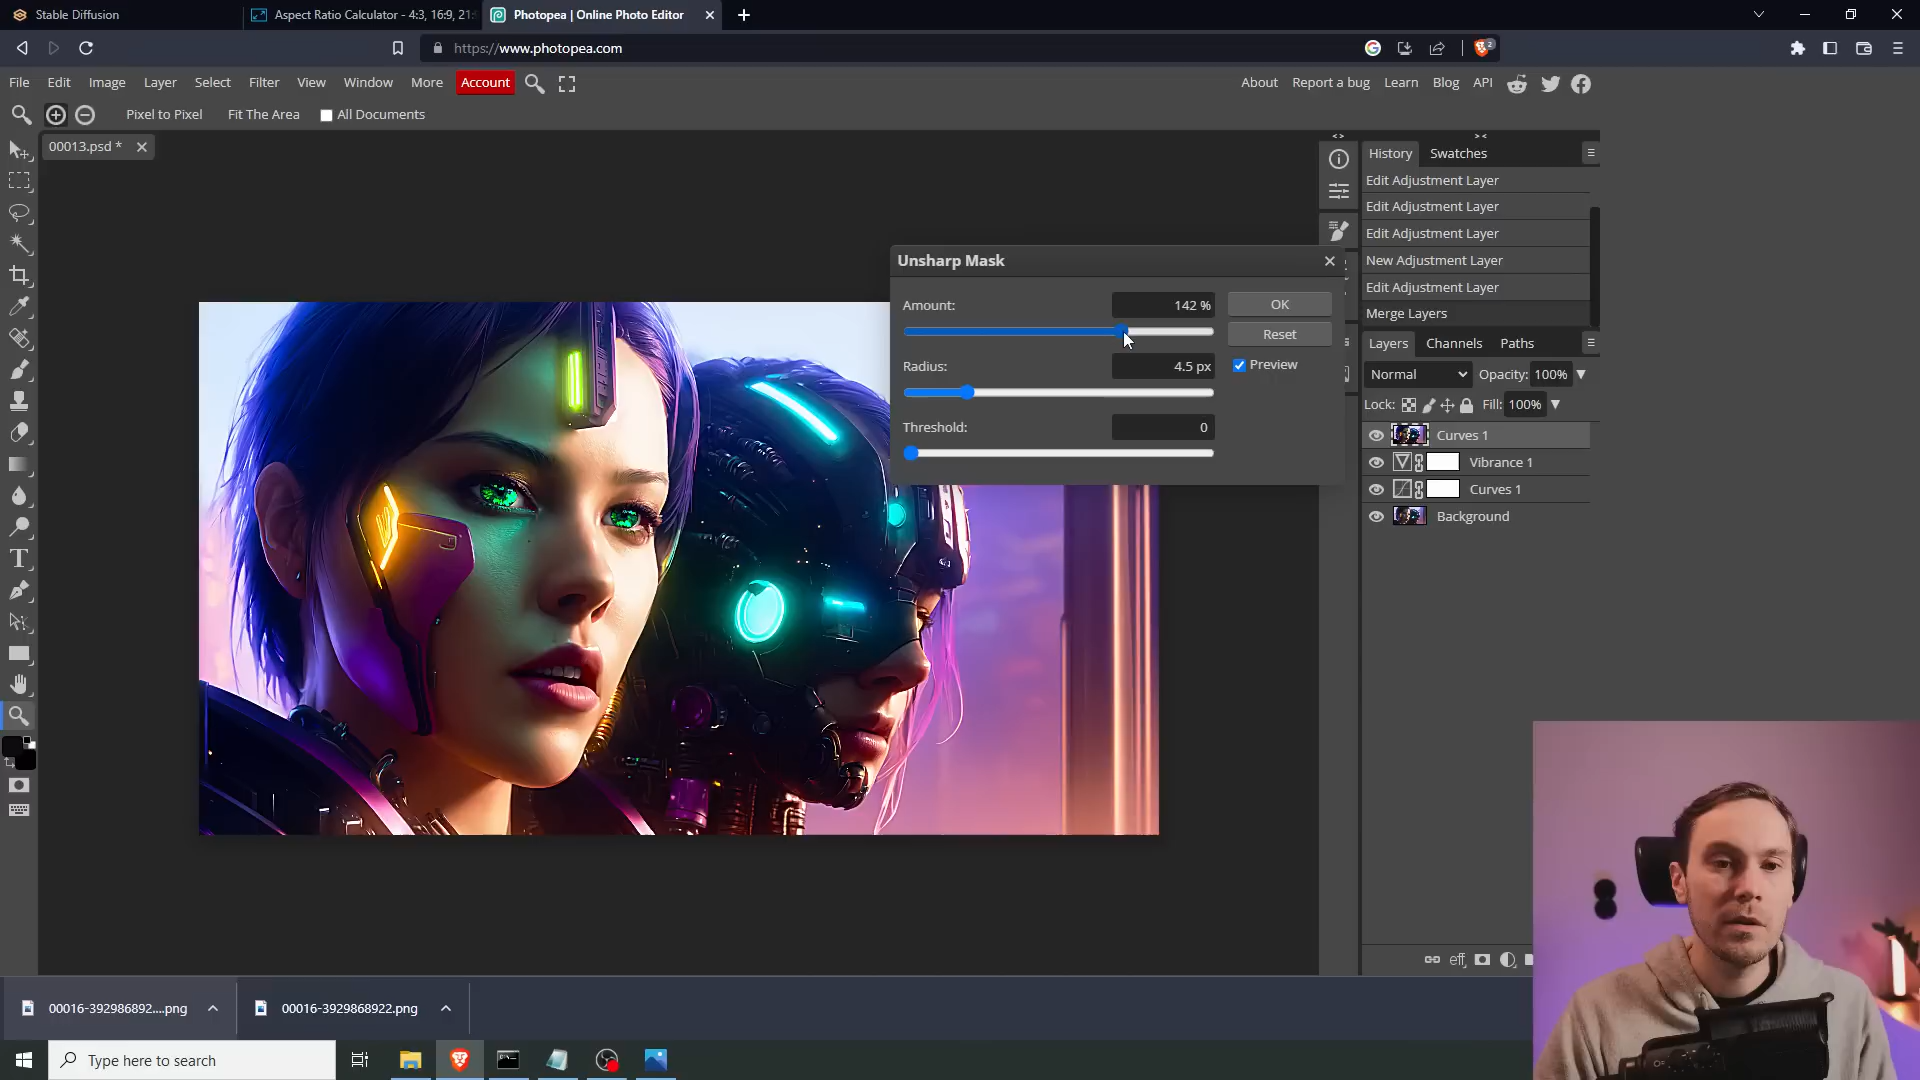 Stable Diffusion
Aspect Ratio Calculator - 4:3, 16:9, 21:
Photopea | Online Photo Editor
https://www.photopea.com
2
File Edit Image Layer Select Filter View Window More Account
About Report a bug Learn Blog API
Pixel to Pixel Fit The Area All Documents
00013.psd *
History Swatches
Edit Adjustment Layer
Edit Adjustment Layer
Edit Adjustment Layer
New Adjustment Layer
Edit Adjustment Layer
Merge Layers
Unsharp Mask
Amount: 142 % OK
Reset
Radius: 4.5 px Preview
Threshold: 0
Layers Channels Paths
Normal Opacity: 100%
Lock: Fill: 100%
Curves 1
Vibrance 1
Curves 1
Background
eff
00016-392986892....png
00016-3929868922.png
Type here to search